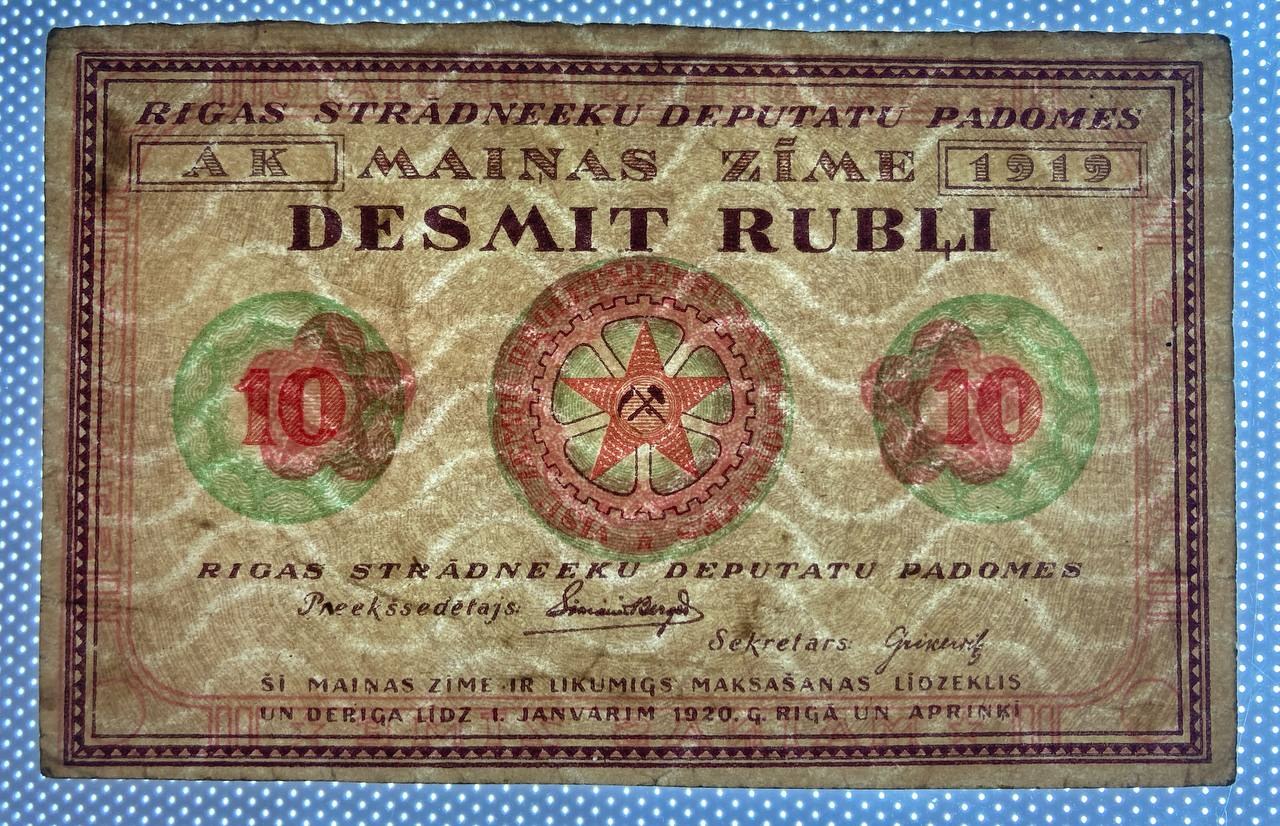 RIGAS STRĀDNEEKU DEPUTATU PADOMES
AK MAIŅAS ZĪME 1919
DESMIT RUBĻI
10 10
RIGAS STRĀDNEEKU DEPUTATU PADOMES
Preekšsedetajs:
Sekretars
ŠĪ MAIŅAS ZĪME IR LIKUMIGS MAKSAŠANAS LĪDZEKLIS
UN DERIGA LĪDZ 1. JANVARIM 1920. G. RIGĀ UN APRIŅĶĪ